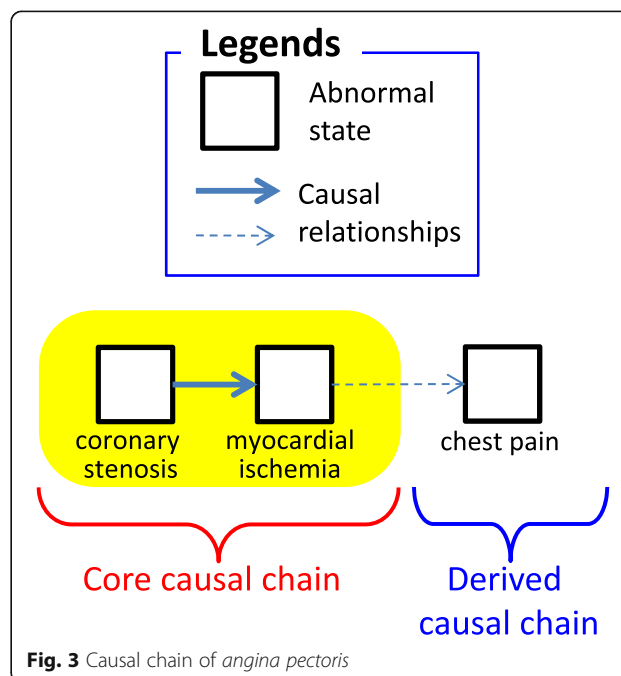 Legends
Abnormal
state
Causal
relationships
coronary
stenosis
myocardial
ischemia
chest pain
Core causal chain
Derived
causal chain
Fig. 3 Causal chain of angina pectoris